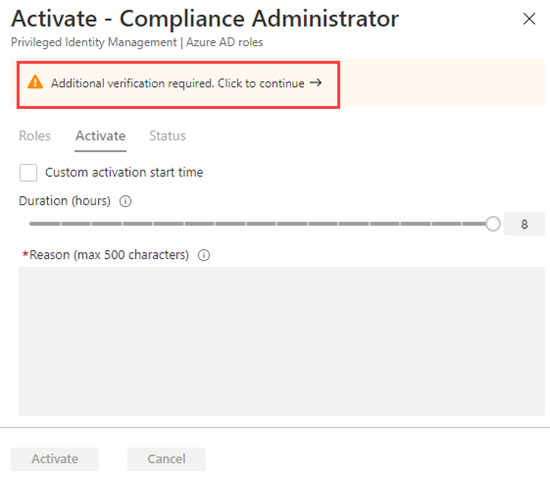 Activate - Compliance Administrator
Privileged Identity Management | Azure AD roles
Additional verification required. Click to continue →
Roles Activate Status
Custom activation start time
Duration (hours)
8
*Reason (max 500 characters)
Activate Cancel